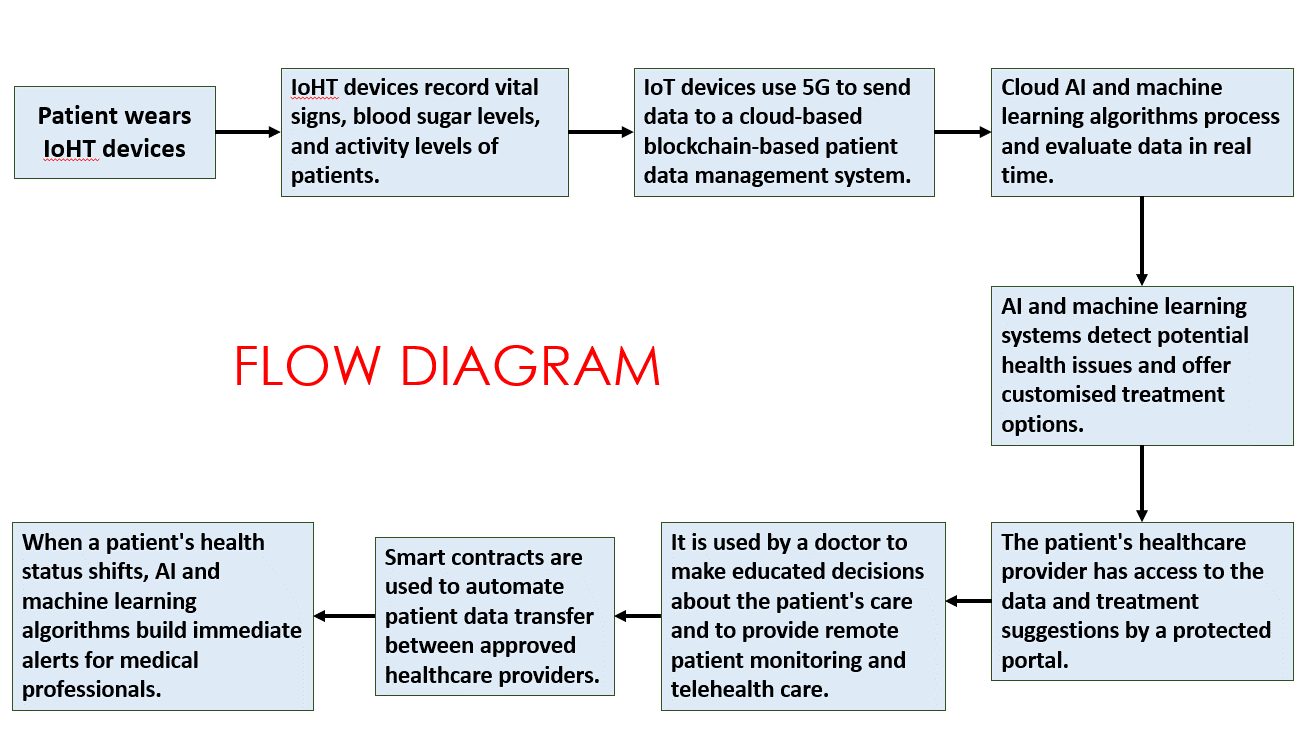 Patient wears
IoHT devices
IoHT devices record vital
signs, blood sugar levels,
and activity levels of
patients.
IoT devices use 5G to send
data to a cloud-based
blockchain-based patient
data management system.
Cloud AI and machine
learning algorithms process
and evaluate data in real
time.
AI and machine learning
systems detect potential
health issues and offer
customised treatment
options.
FLOW DIAGRAM
The patient's healthcare
provider has access to the
data and treatment
suggestions by a protected
portal.
It is used by a doctor to
make educated decisions
about the patient's care
and to provide remote
patient monitoring and
telehealth care.
Smart contracts are
used to automate
patient data transfer
between approved
healthcare providers.
When a patient's health
status shifts, AI and
machine learning
algorithms build immediate
alerts for medical
professionals.